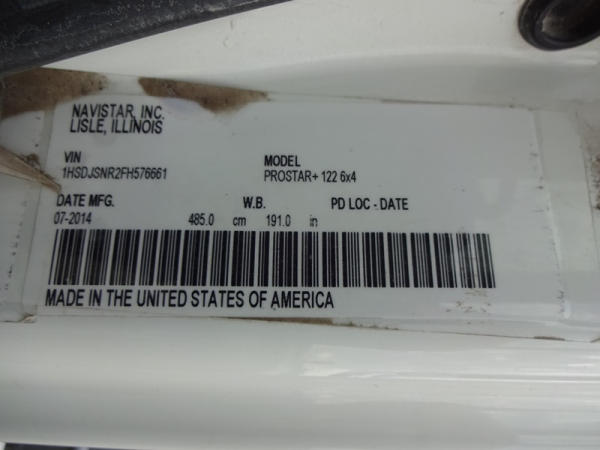 NAVISTAR, INC.
LISLE, ILLINOIS
VIN MODEL
1HSDJSNR2FH576661 PROSTAR+ 122 6x4
DATE MFG. W.B. PD LOC - DATE
07-2014 485.0 cm 191.0 in
MADE IN THE UNITED STATES OF AMERICA